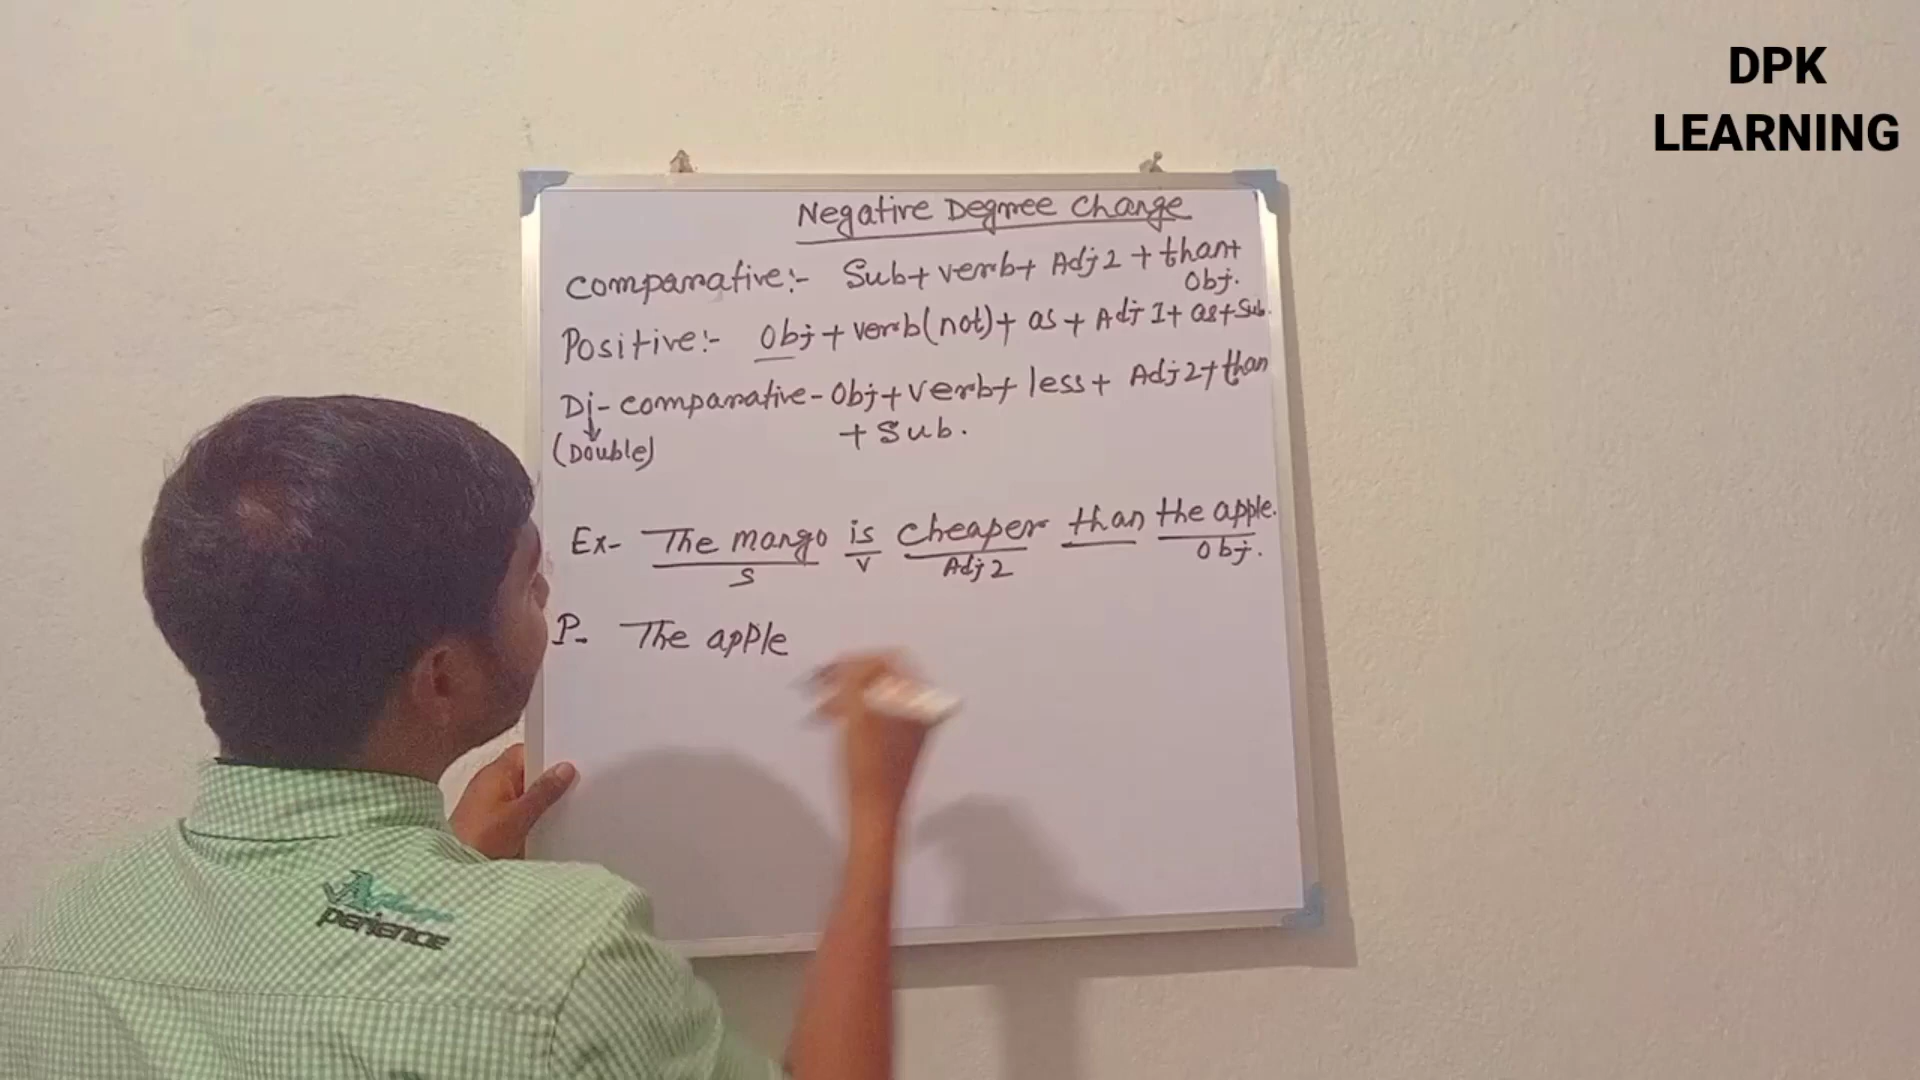 DPK
LEARNING
Negative Degree Change
Comparative:- Sub+ verb+ Adj 2 + than+
Obj.
Positive:- Obj + verb(not)+ as + Adj 1+ as+Sub.
Di-comparative-Obj+verb+ less+ Adj 2+than
(Double) + Sub.
Ex- The mango is cheaper than the apple.
S V Adj 2 Obj.
P- The apple
perience